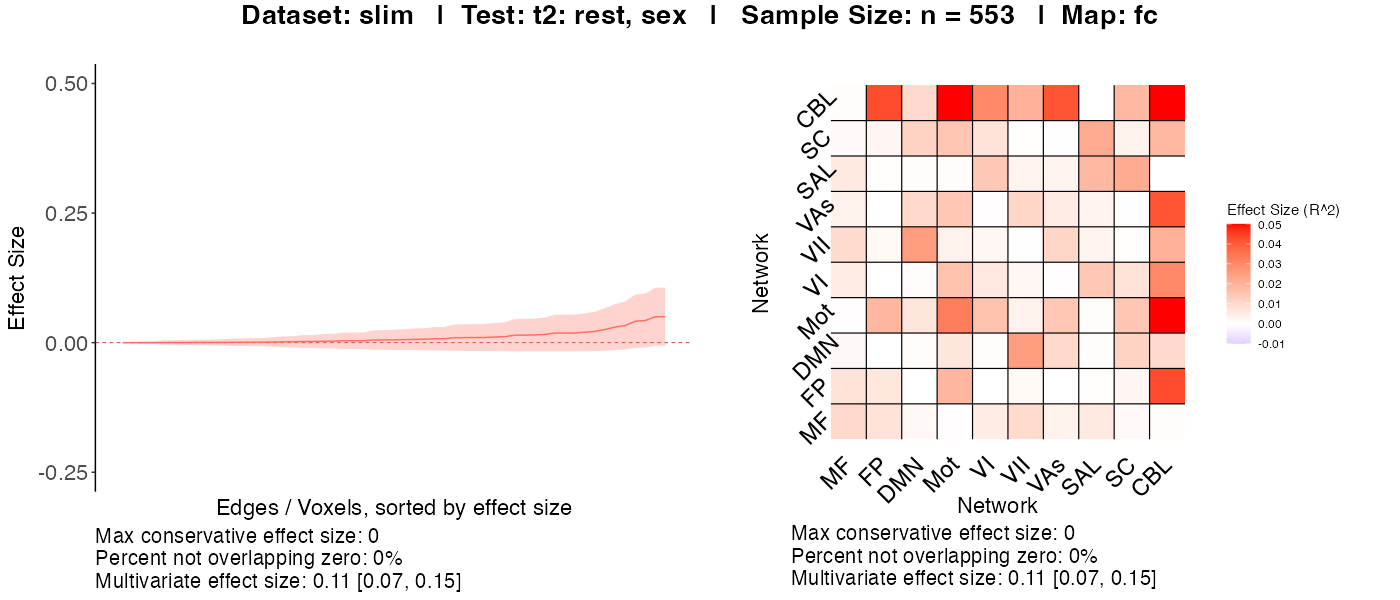 Dataset: slim | Test: t2: rest, sex | Sample Size: n = 553 | Map: fc
0.50
0.25
0.00
-0.25
Effect Size
Edges / Voxels, sorted by effect size
Max conservative effect size: 0
Percent not overlapping zero: 0%
Multivariate effect size: 0.11 [0.07, 0.15]
Network
CBL
SC
SAL
VAs
VII
VI
Mot
DMN
FP
MF
MF
FP
DMN
Mot
VI
VII
VAs
SAL
SC
CBL
Network
Max conservative effect size: 0
Percent not overlapping zero: 0%
Multivariate effect size: 0.11 [0.07, 0.15]
Effect Size (R^2)
0.05
0.04
0.03
0.02
0.01
0.00
-0.01